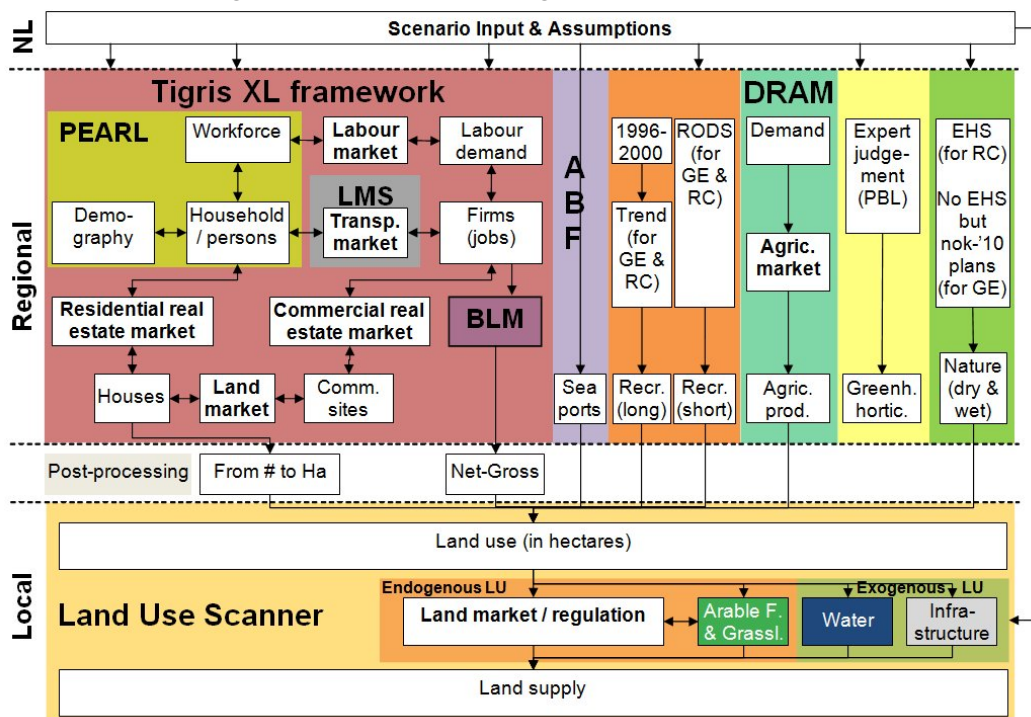 NL
Scenario Input & Assumptions
Regional
Tigris XL framework
PEARL
Workforce
Labour
market
Labour
demand
LMS
Demo-
graphy
Household
/ persons
Transp.
market
Firms
(jobs)
Residential real
estate market
Commercial real
estate market
BLM
Houses
Land
market
Comm.
sites
A
B
F
Sea
ports
1996-
2000
Trend
(for
GE &
RC)
Recr.
(long)
RODS
(for
GE &
RC)
Recr.
(short)
DRAM
Demand
Agric.
market
Agric.
prod.
Expert
judge-
ment
(PBL)
Greenh.
hortic.
EHS
(for RC)
No EHS
but
nok-'10
plans
(for GE)
Nature
(dry &
wet)
Post-processing
From # to Ha
Net-Gross
Local
Land use (in hectares)
Land Use Scanner
Endogenous LU
Exogenous LU
Land market / regulation
Arable F.
& Grassl.
Water
Infra-
structure
Land supply